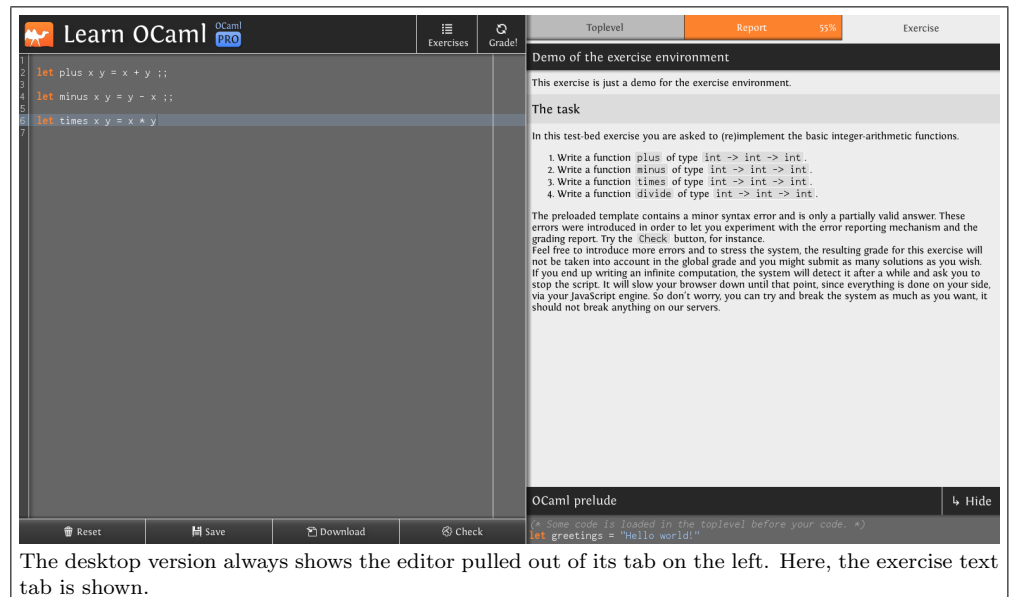 Learn OCaml OCaml PRO
Exercises
Grade!
1
2 let plus x y = x + y ;;
3
4 let minus x y = y - x ;;
5
6 let times x y = x * y
7
Reset
Save
Download
Check
Toplevel
Report 55%
Exercise
Demo of the exercise environment
This exercise is just a demo for the exercise environment.
The task
In this test-bed exercise you are asked to (re)implement the basic integer-arithmetic functions.
1. Write a function plus of type int -> int -> int.
2. Write a function minus of type int -> int -> int.
3. Write a function times of type int -> int -> int.
4. Write a function divide of type int -> int -> int.
The preloaded template contains a minor syntax error and is only a partially valid answer. These
errors were introduced in order to let you experiment with the error reporting mechanism and the
grading report. Try the Check button, for instance.
Feel free to introduce more errors and to stress the system, the resulting grade for this exercise will
not be taken into account in the global grade and you might submit as many solutions as you wish.
If you end up writing an infinite computation, the system will detect it after a while and ask you to
stop the script. It will slow your browser down until that point, since everything is done on your side,
via your JavaScript engine. So don't worry, you can try and break the system as much as you want, it
should not break anything on our servers.
OCaml prelude
↳ Hide
(* Some code is loaded in the toplevel before your code. *)
let greetings = "Hello world!"
The desktop version always shows the editor pulled out of its tab on the left. Here, the exercise text
tab is shown.